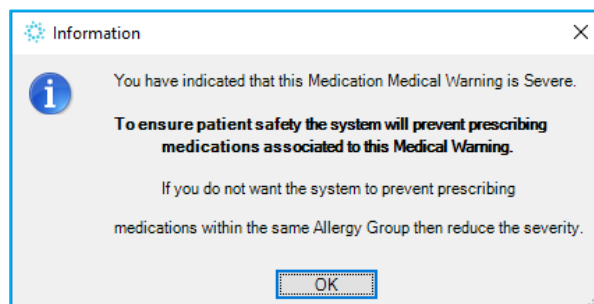 Information
You have indicated that this Medication Medical Warning is Severe.
To ensure patient safety the system will prevent prescribing
medications associated to this Medical Warning.
If you do not want the system to prevent prescribing
medications within the same Allergy Group then reduce the severity.
OK